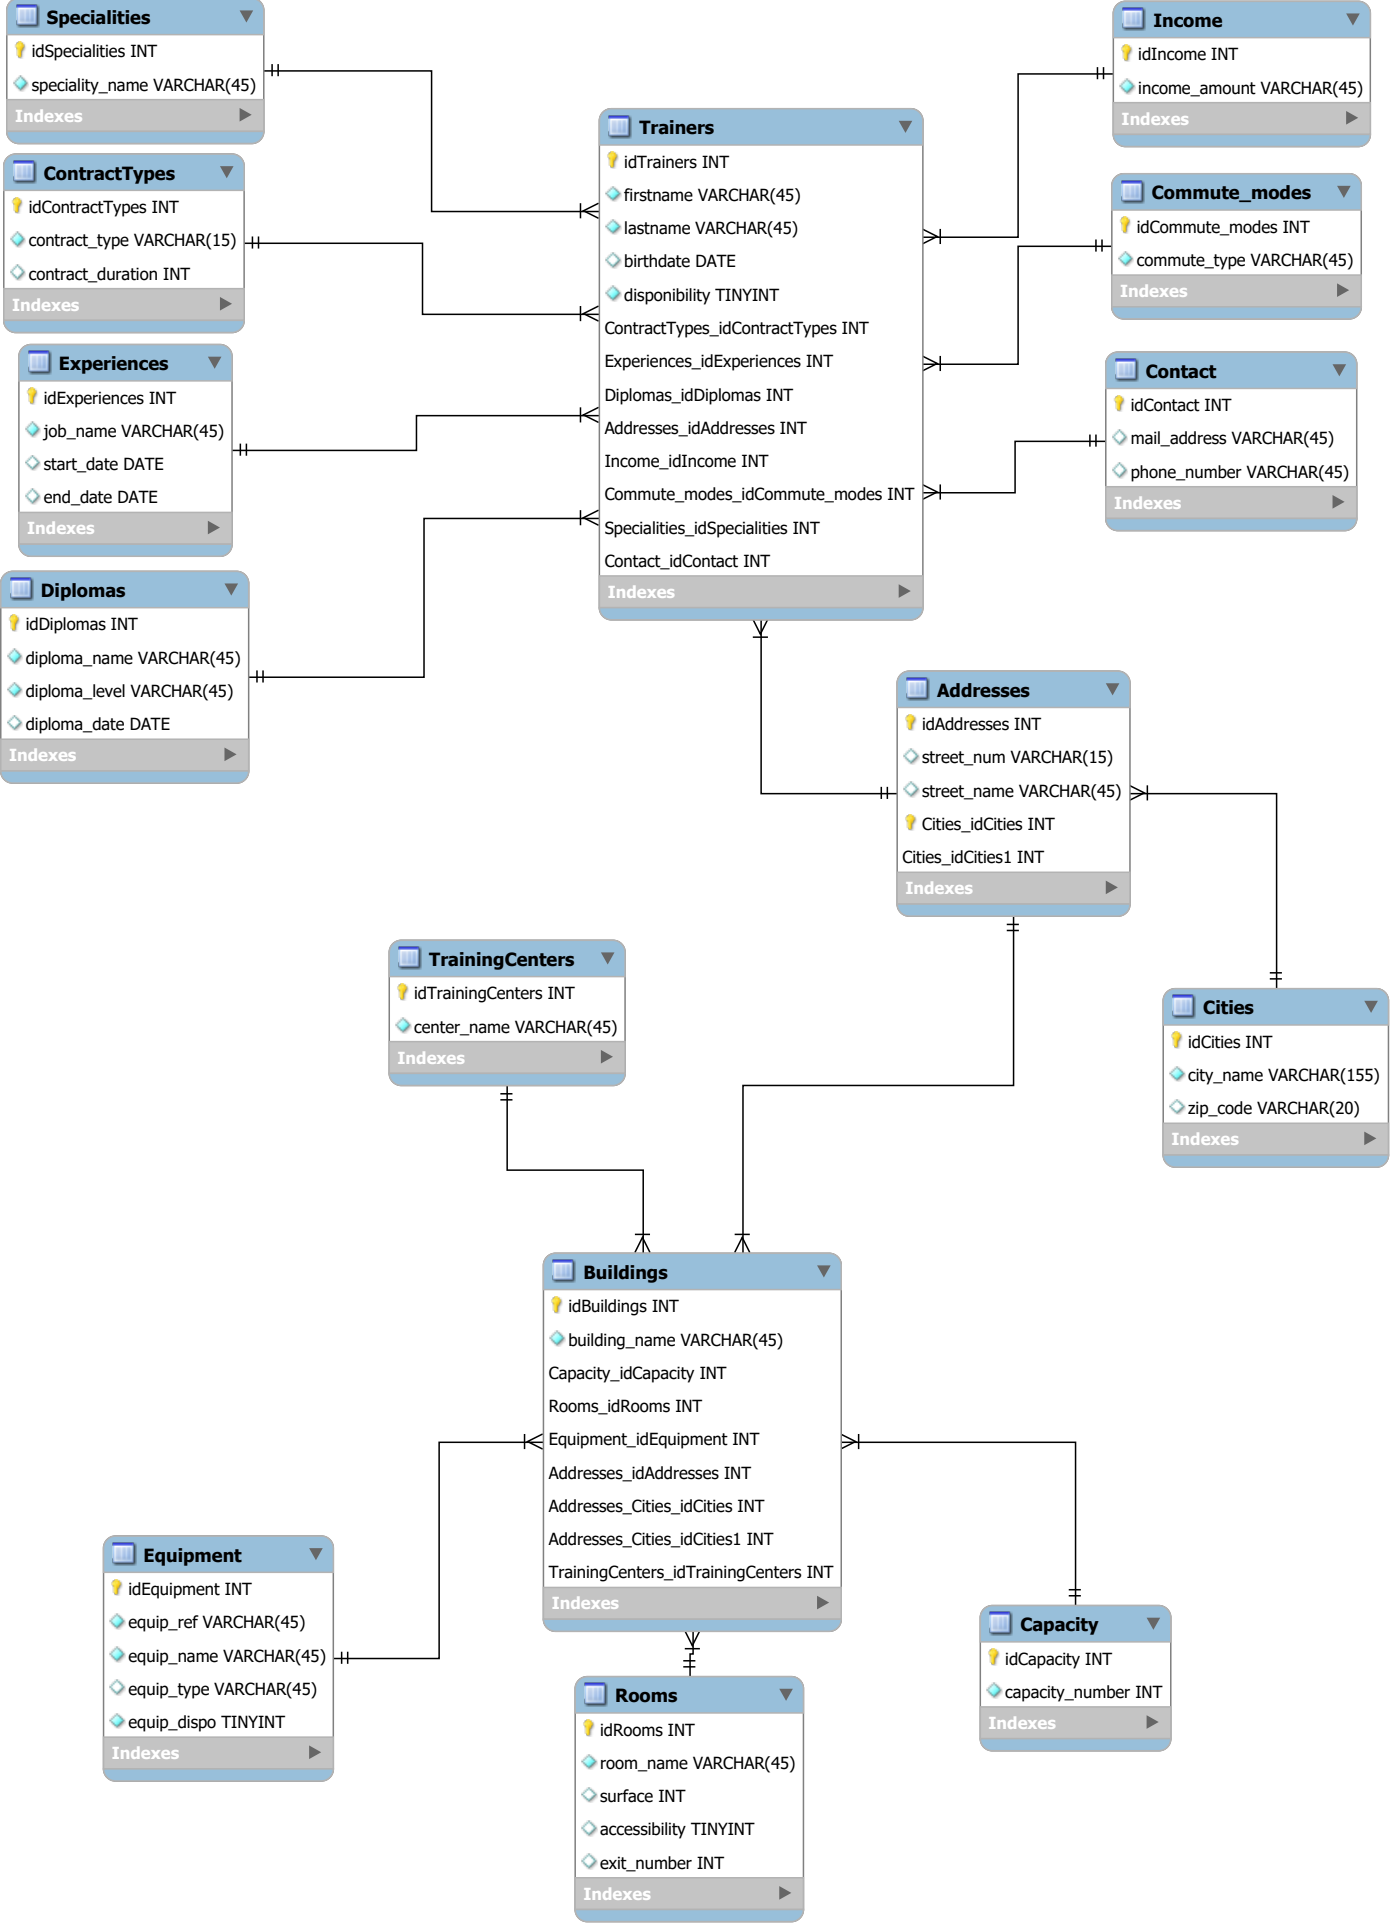 Specialities
idSpecialities INT
speciality_name VARCHAR(45)
Indexes
ContractTypes
idContractTypes INT
contract_type VARCHAR(15)
contract_duration INT
Indexes
Experiences
idExperiences INT
job_name VARCHAR(45)
start_date DATE
end_date DATE
Indexes
Diplomas
idDiplomas INT
diploma_name VARCHAR(45)
diploma_level VARCHAR(45)
diploma_date DATE
Indexes
Trainers
idTrainers INT
firstname VARCHAR(45)
lastname VARCHAR(45)
birthdate DATE
disponibility TINYINT
ContractTypes_idContractTypes INT
Experiences_idExperiences INT
Diplomas_idDiplomas INT
Addresses_idAddresses INT
Income_idIncome INT
Commute_modes_idCommute_modes INT
Specialities_idSpecialities INT
Contact_idContact INT
Indexes
Income
idIncome INT
income_amount VARCHAR(45)
Indexes
Commute_modes
idCommute_modes INT
commute_type VARCHAR(45)
Indexes
Contact
idContact INT
mail_address VARCHAR(45)
phone_number VARCHAR(45)
Indexes
Addresses
idAddresses INT
street_num VARCHAR(15)
street_name VARCHAR(45)
Cities_idCities INT
Cities_idCities1 INT
Indexes
TrainingCenters
idTrainingCenters INT
center_name VARCHAR(45)
Indexes
Cities
idCities INT
city_name VARCHAR(155)
zip_code VARCHAR(20)
Indexes
Buildings
idBuildings INT
building_name VARCHAR(45)
Capacity_idCapacity INT
Rooms_idRooms INT
Equipment_idEquipment INT
Addresses_idAddresses INT
Addresses_Cities_idCities INT
Addresses_Cities_idCities1 INT
TrainingCenters_idTrainingCenters INT
Indexes
Equipment
idEquipment INT
equip_ref VARCHAR(45)
equip_name VARCHAR(45)
equip_type VARCHAR(45)
equip_dispo TINYINT
Indexes
Capacity
idCapacity INT
capacity_number INT
Indexes
Rooms
idRooms INT
room_name VARCHAR(45)
surface INT
accessibility TINYINT
exit_number INT
Indexes